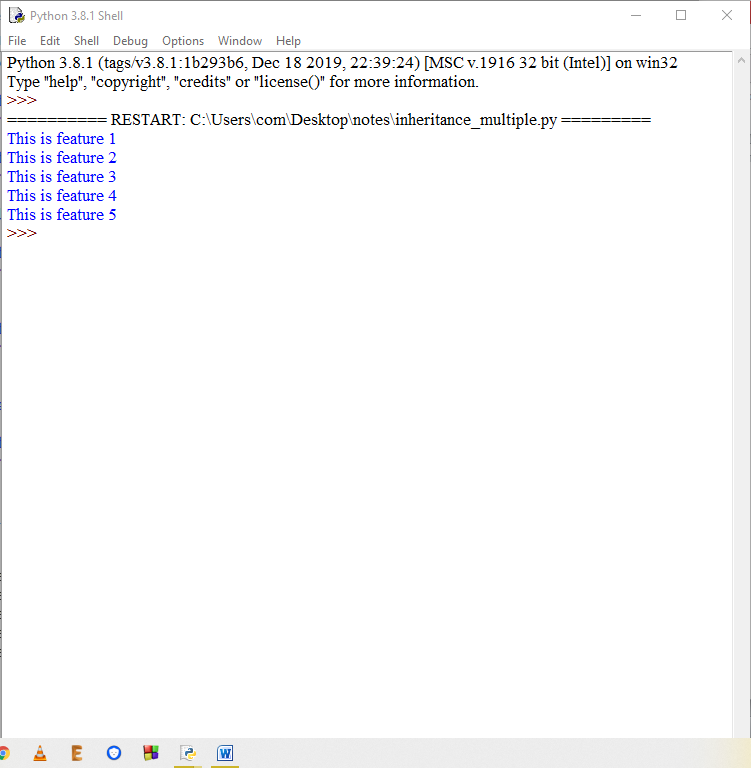 Python 3.8.1 Shell
File Edit Shell Debug Options Window Help
Python 3.8.1 (tags/v3.8.1:1b293b6, Dec 18 2019, 22:39:24) [MSC v.1916 32 bit (Intel)] on win32
Type "help", "copyright", "credits" or "license()" for more information.
>>>
========== RESTART: C:\Users\com\Desktop\notes\inheritance_multiple.py =========
This is feature 1
This is feature 2
This is feature 3
This is feature 4
This is feature 5
>>>
E W